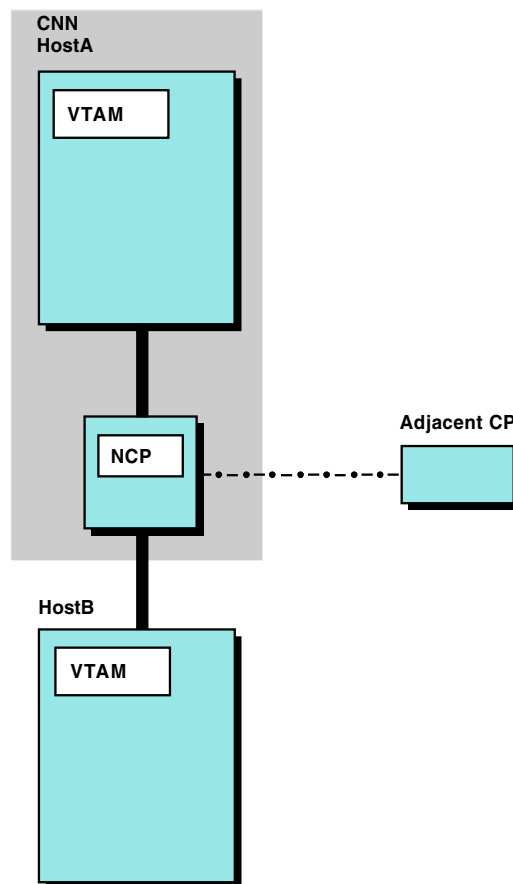 CNN
HostA
VTAM
NCP
Adjacent CP
HostB
VTAM